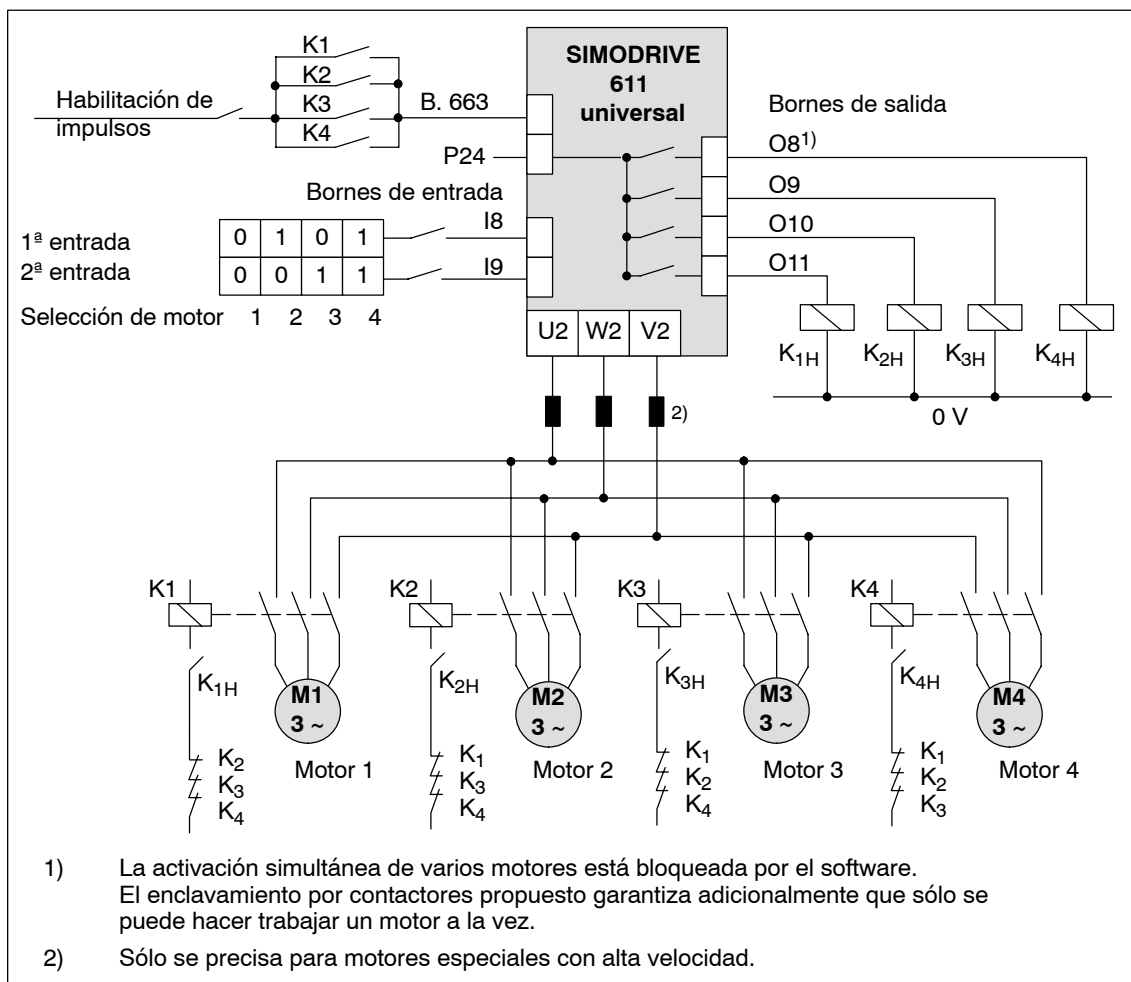 K1
K2
K3
K4
Habilitación de
impulsos
B. 663
P24
SIMODRIVE
611
universal
Bornes de salida
O8 1)
O9
O10
O11
Bornes de entrada
I8
I9
1ª entrada 0 1 0 1
2ª entrada 0 0 1 1
Selección de motor 1 2 3 4
U2 W2 V2
K1H K2H K3H K4H
0 V
2)
K1 K2 K3 K4
K1H K2H K3H K4H
M1
3 ~
M2
3 ~
M3
3 ~
M4
3 ~
K2
K3
K4
Motor 1
K1
K3
K4
Motor 2
K1
K2
K4
Motor 3
K1
K2
K3
Motor 4
1) La activación simultánea de varios motores está bloqueada por el software.
El enclavamiento por contactores propuesto garantiza adicionalmente que sólo se
puede hacer trabajar un motor a la vez.
2) Sólo se precisa para motores especiales con alta velocidad.